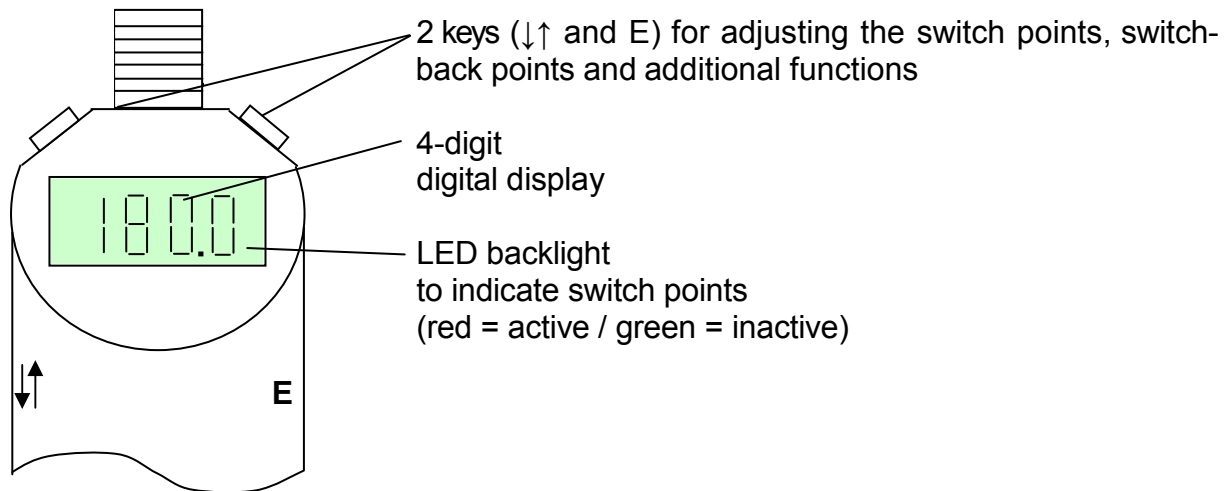 2 keys (↓↑ and E) for adjusting the switch points, switch-
back points and additional functions
4-digit
digital display
180.0
LED backlight
to indicate switch points
(red = active / green = inactive)
↓↑
E